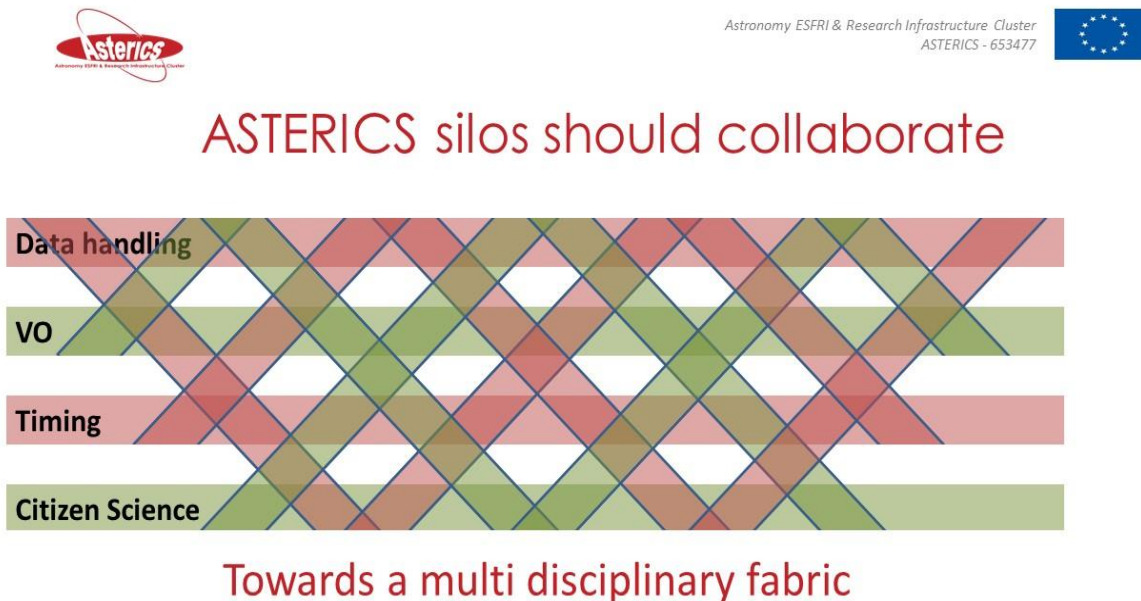 Asterics
Astronomy ESFRI & Research Infrastructure Cluster
Astronomy ESFRI & Research Infrastructure Cluster
ASTERICS - 653477
ASTERICS silos should collaborate
Data handling
VO
Timing
Citizen Science
Towards a multi disciplinary fabric